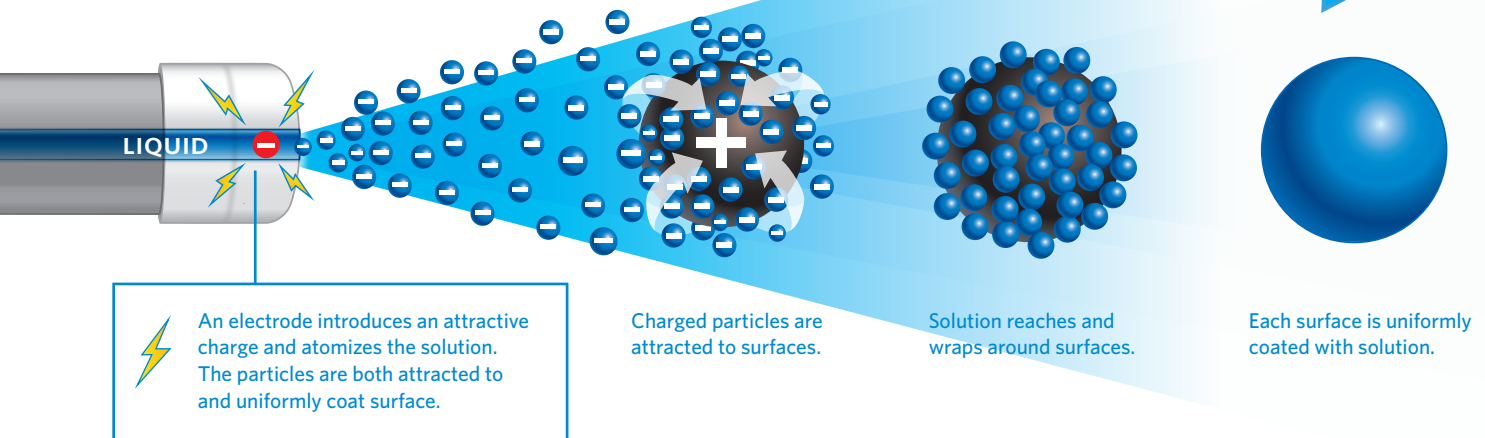 LIQUID
An electrode introduces an attractive
charge and atomizes the solution.
The particles are both attracted to
and uniformly coat surface.
Charged particles are
attracted to surfaces.
Solution reaches and
wraps around surfaces.
Each surface is uniformly
coated with solution.